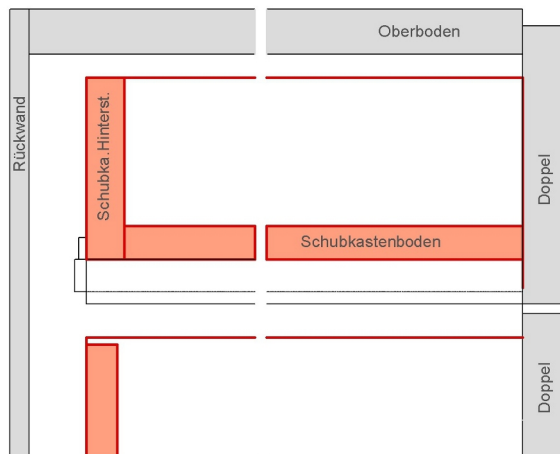 Oberboden
Rückwand
Schubka.Hinterst.
Doppel
Schubkastenboden
Doppel